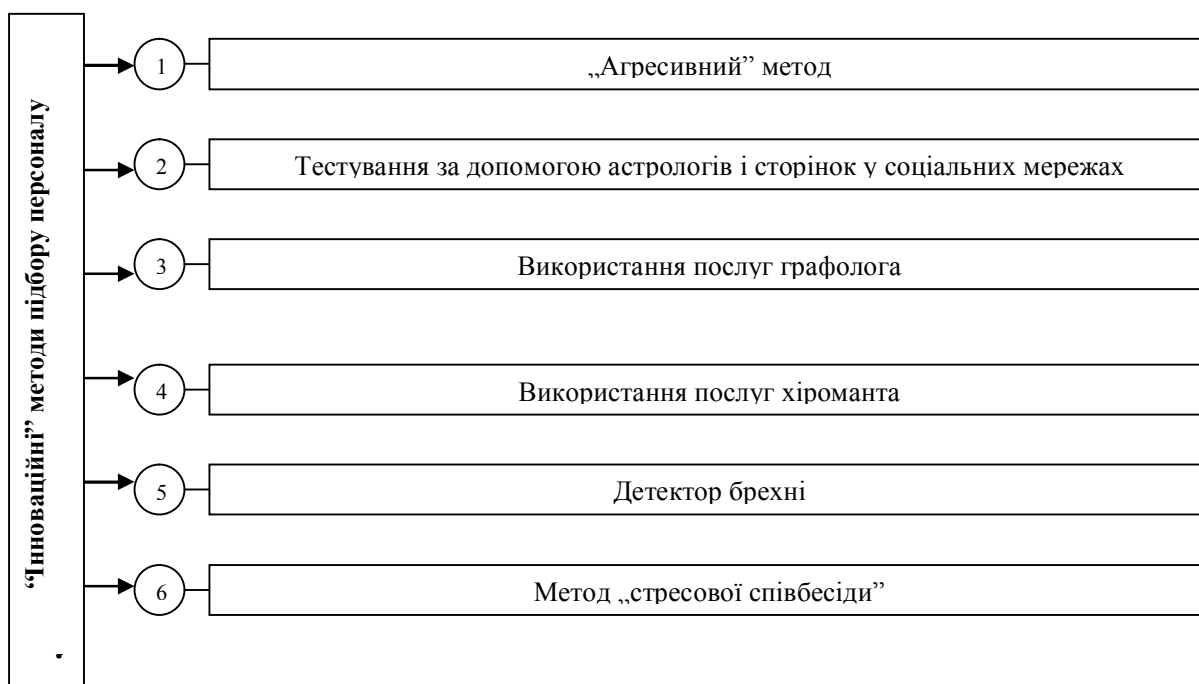 “Інноваційні” методи підбору персоналу
1
„Агресивний” метод
2
Тестування за допомогою астрологів і сторінок у соціальних мережах
3
Використання послуг графолога
4
Використання послуг хіроманта
5
Детектор брехні
6
Метод „стресової співбесіди”